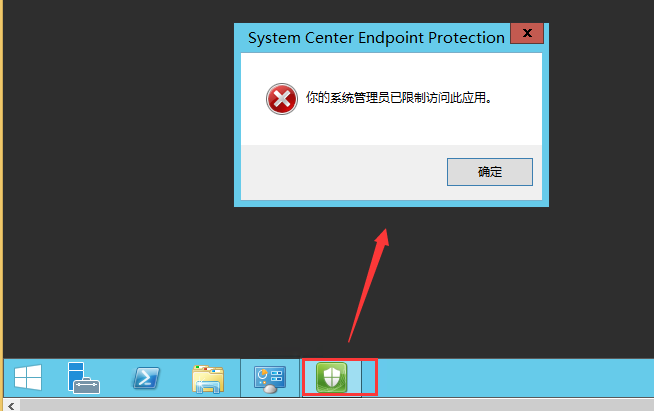 System Center Endpoint Protection
你的系统管理员已限制访问此应用。
确定